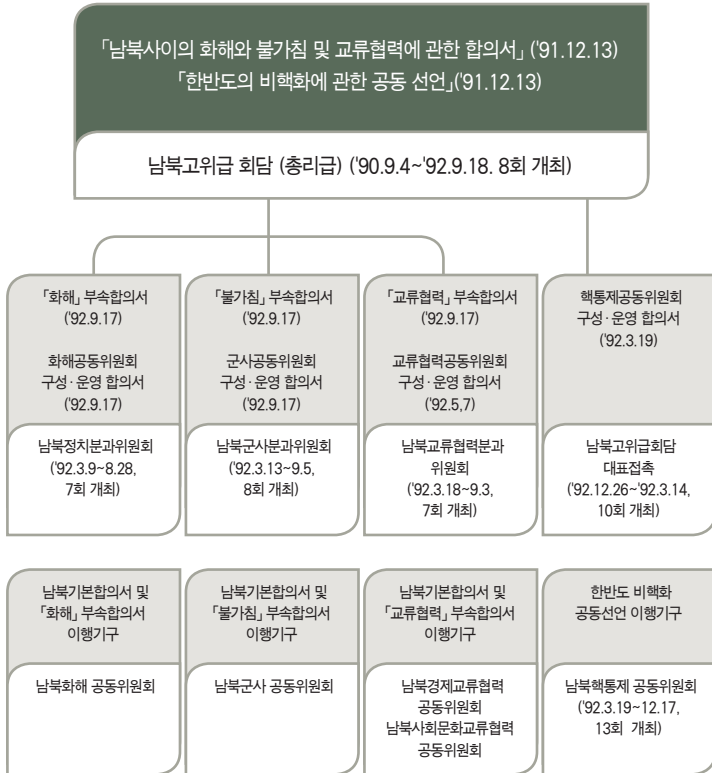 「남북사이의 화해와 불가침 및 교류협력에 관한 합의서」 ('91.12.13)
「한반도의 비핵화에 관한 공동 선언」('91.12.13)
남북고위급 회담 (총리급) ('90.9.4~'92.9.18. 8회 개최)
「화해」 부속합의서
('92.9.17)
화해공동위원회
구성·운영 합의서
('92.9.17)
남북정치분과위원회
('92.3.9~8.28,
7회 개최)
「불가침」 부속합의서
('92.9.17)
군사공동위원회
구성·운영 합의서
('92.9.17)
남북군사분과위원회
('92.3.13~9.5,
8회 개최)
「교류협력」 부속합의서
('92.9.17)
교류협력공동위원회
구성·운영 합의서
('92.5,7)
남북교류협력분과
위원회
('92.3.18~9.3,
7회 개최)
핵통제공동위원회
구성·운영 합의서
('92.3.19)
남북고위급회담
대표접촉
('92.12.26~'92.3.14,
10회 개최)
남북기본합의서 및
「화해」 부속합의서
이행기구
남북화해 공동위원회
남북기본합의서 및
「불가침」 부속합의서
이행기구
남북군사 공동위원회
남북기본합의서 및
「교류협력」 부속합의서
이행기구
남북경제교류협력
공동위원회
남북사회문화교류협력
공동위원회
한반도 비핵화
공동선언 이행기구
남북핵통제 공동위원회
('92.3.19~12.17,
13회 개최)